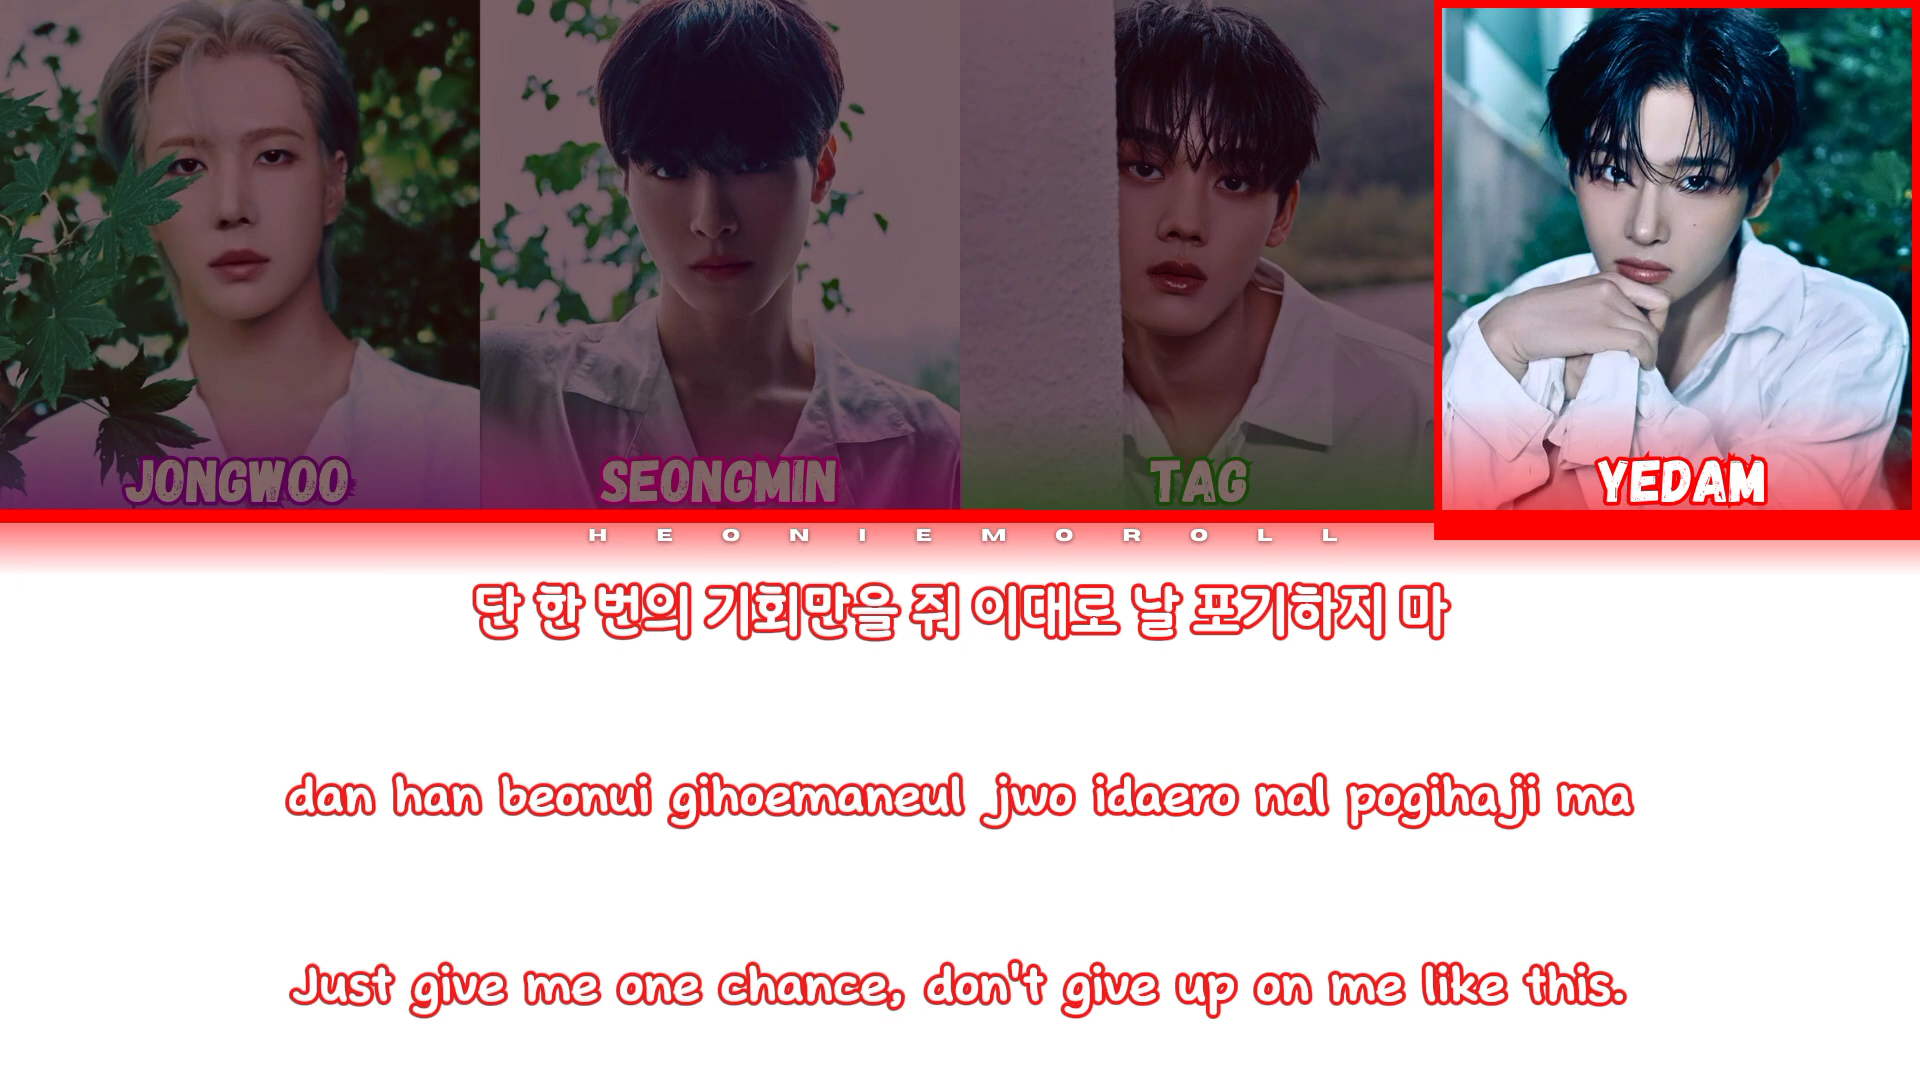 JONGWOO SEONGMIN TAG YEDAM
HEONIEMOROLL
단 한 번의 기회만을 줘 이대로 날 포기하지 마
dan han beonui gihoemaneul jwo idaero nal pogihaji ma
Just give me one chance, don't give up on me like this.